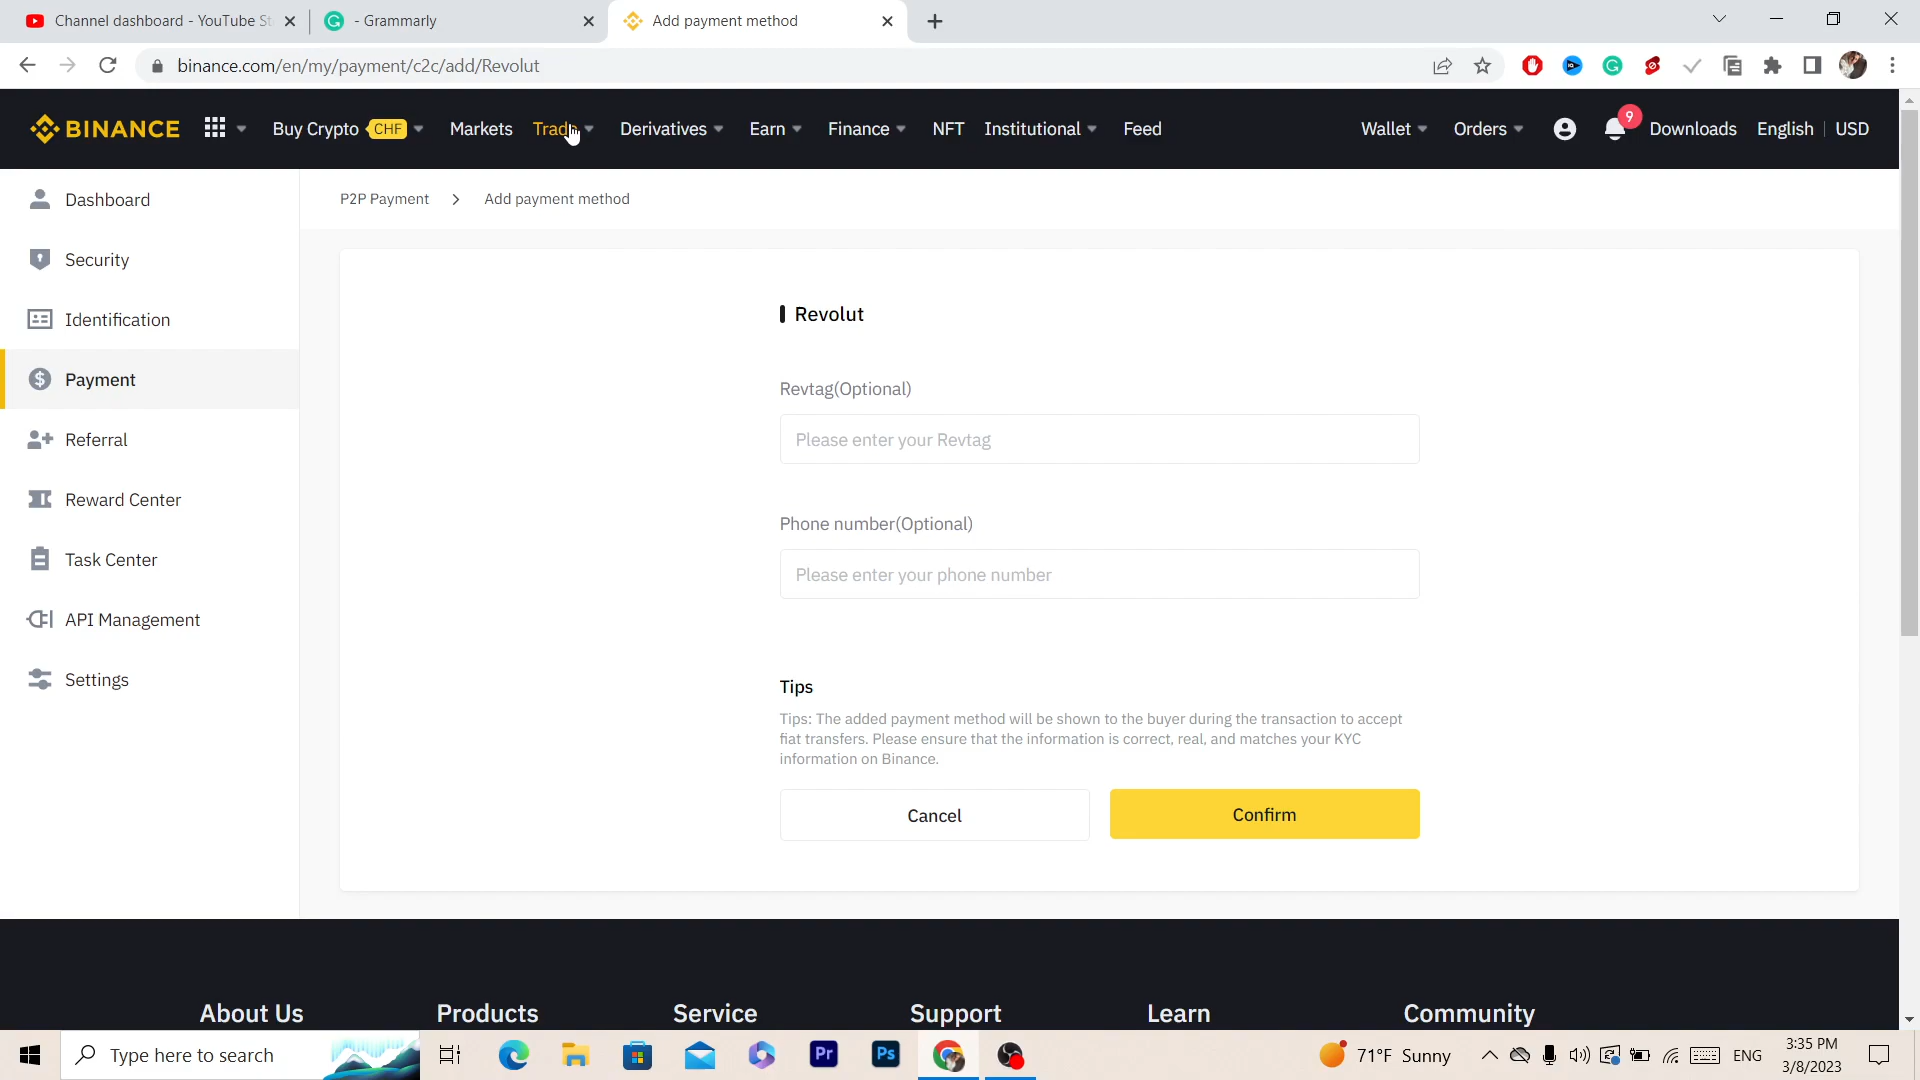 Channel dashboard - YouTube St
- Grammarly
Add payment method
binance.com/en/my/payment/c2c/add/Revolut
BINANCE
Buy Crypto CHF
Markets
Trade
Derivatives
Earn
Finance
NFT
Institutional
Feed
Wallet
Orders
9
Downloads
English
USD
Dashboard
Security
Identification
Payment
Referral
Reward Center
Task Center
API Management
Settings
P2P Payment > Add payment method
Revolut
Revtag(Optional)
Please enter your Revtag
Phone number(Optional)
Please enter your phone number
Tips
Tips: The added payment method will be shown to the buyer during the transaction to accept
fiat transfers. Please ensure that the information is correct, real, and matches your KYC
information on Binance.
Cancel
Confirm
About Us
Products
Service
Support
Learn
Community
Type here to search
Pr
Ps
71°F Sunny
ENG
3:35 PM
3/8/2023